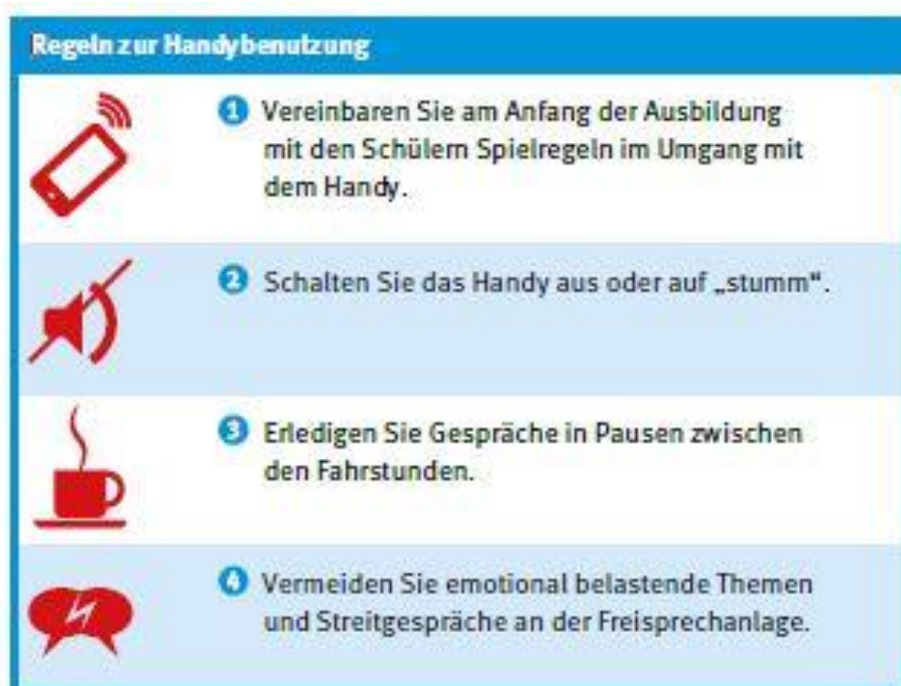 Regeln zur Handybenutzung
1 Vereinbaren Sie am Anfang der Ausbildung
mit den Schülern Spielregeln im Umgang mit
dem Handy.
2 Schalten Sie das Handy aus oder auf „stumm“.
3 Erledigen Sie Gespräche in Pausen zwischen
den Fahrstunden.
4 Vermeiden Sie emotional belastende Themen
und Streitgespräche an der Freisprechanlage.